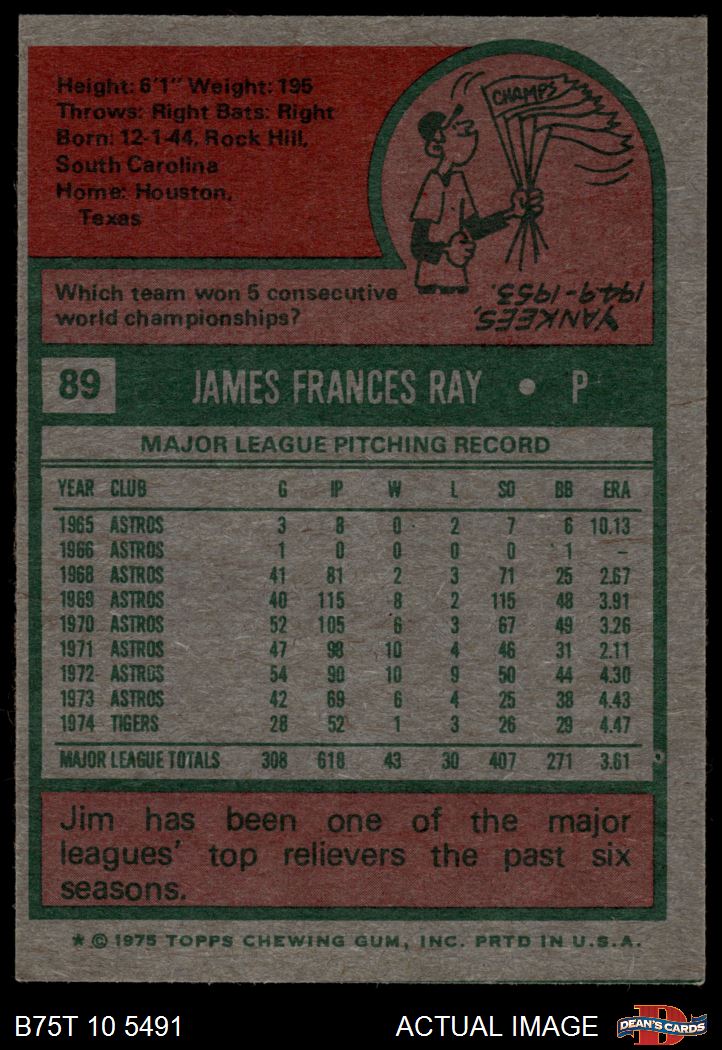 Height: 6'1" Weight: 195
Throws: Right Bats: Right
Born: 12-1-44, Rock Hill,
South Carolina
Home: Houston,
Texas
CHAMPS
Which team won 5 consecutive
world championships?
YANKEES,
1949-1953.
89 JAMES FRANCES RAY • P
MAJOR LEAGUE PITCHING RECORD
YEAR CLUB G IP W L SO BB ERA
1965 ASTROS 3 8 0 2 7 6 10.13
1966 ASTROS 1 0 0 0 0 1 –
1968 ASTROS 41 81 2 3 71 25 2.67
1969 ASTROS 40 115 8 2 115 48 3.91
1970 ASTROS 52 105 6 3 67 49 3.26
1971 ASTROS 47 98 10 4 46 31 2.11
1972 ASTROS 54 90 10 9 50 44 4.30
1973 ASTROS 42 69 6 4 25 38 4.43
1974 TIGERS 28 52 1 3 26 29 4.47
MAJOR LEAGUE TOTALS 308 618 43 30 407 271 3.61
Jim has been one of the major
leagues' top relievers the past six
seasons.
* © 1975 TOPPS CHEWING GUM, INC. PRTD IN U.S.A.
B75T 10 5491 ACTUAL IMAGE D DEAN'S CARDS